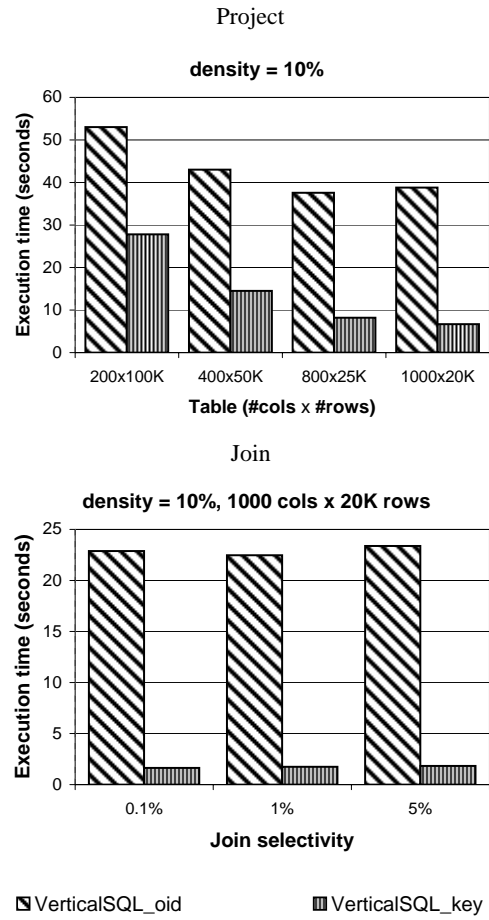 Project
density = 10%
Execution time (seconds)
60
50
40
30
20
10
0
200x100K 400x50K 800x25K 1000x20K
Table (#cols x #rows)
Join
density = 10%, 1000 cols x 20K rows
Execution time (seconds)
25
20
15
10
5
0
0.1% 1% 5%
Join selectivity
VerticalSQL_oid VerticalSQL_key